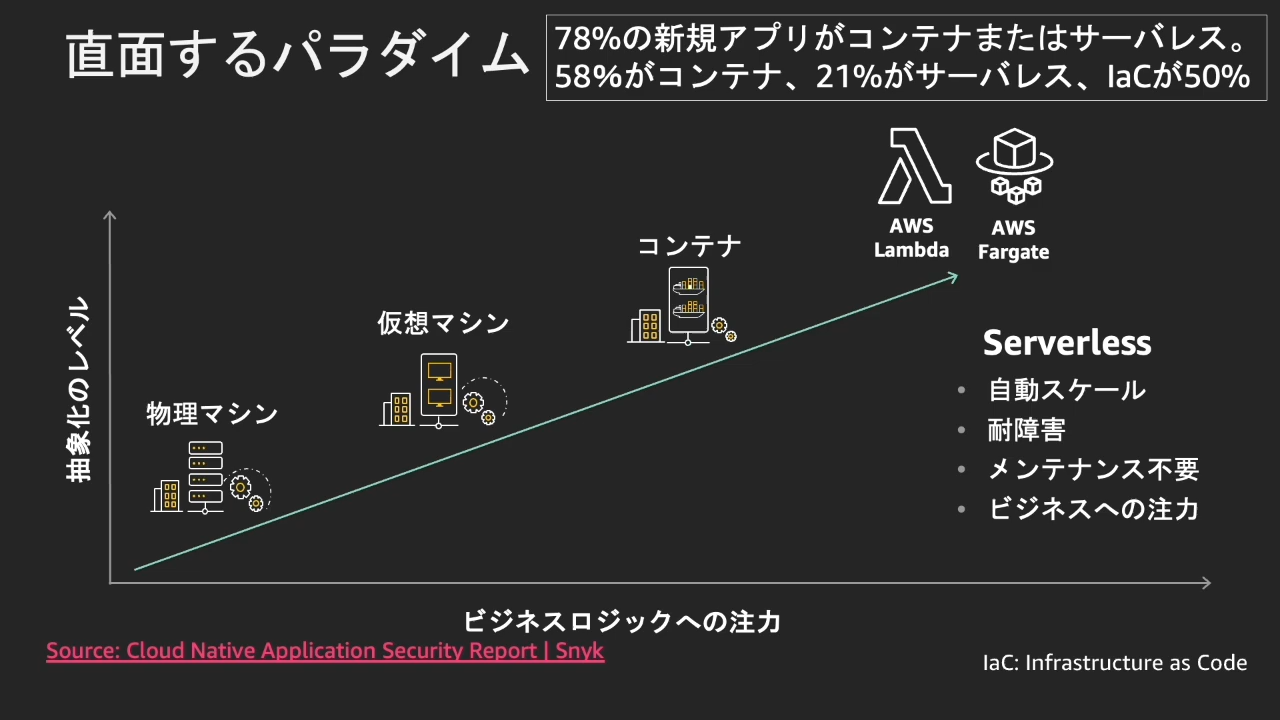 直面するパラダイム
78%の新規アプリがコンテナまたはサーバレス。
58%がコンテナ、21%がサーバレス、IaCが50%
AWS
Lambda
AWS
Fargate
コンテナ
仮想マシン
物理マシン
抽象化のレベル
Serverless
• 自動スケール
• 耐障害
• メンテナンス不要
• ビジネスへの注力
ビジネスロジックへの注力
Source: Cloud Native Application Security Report | Snyk
IaC: Infrastructure as Code